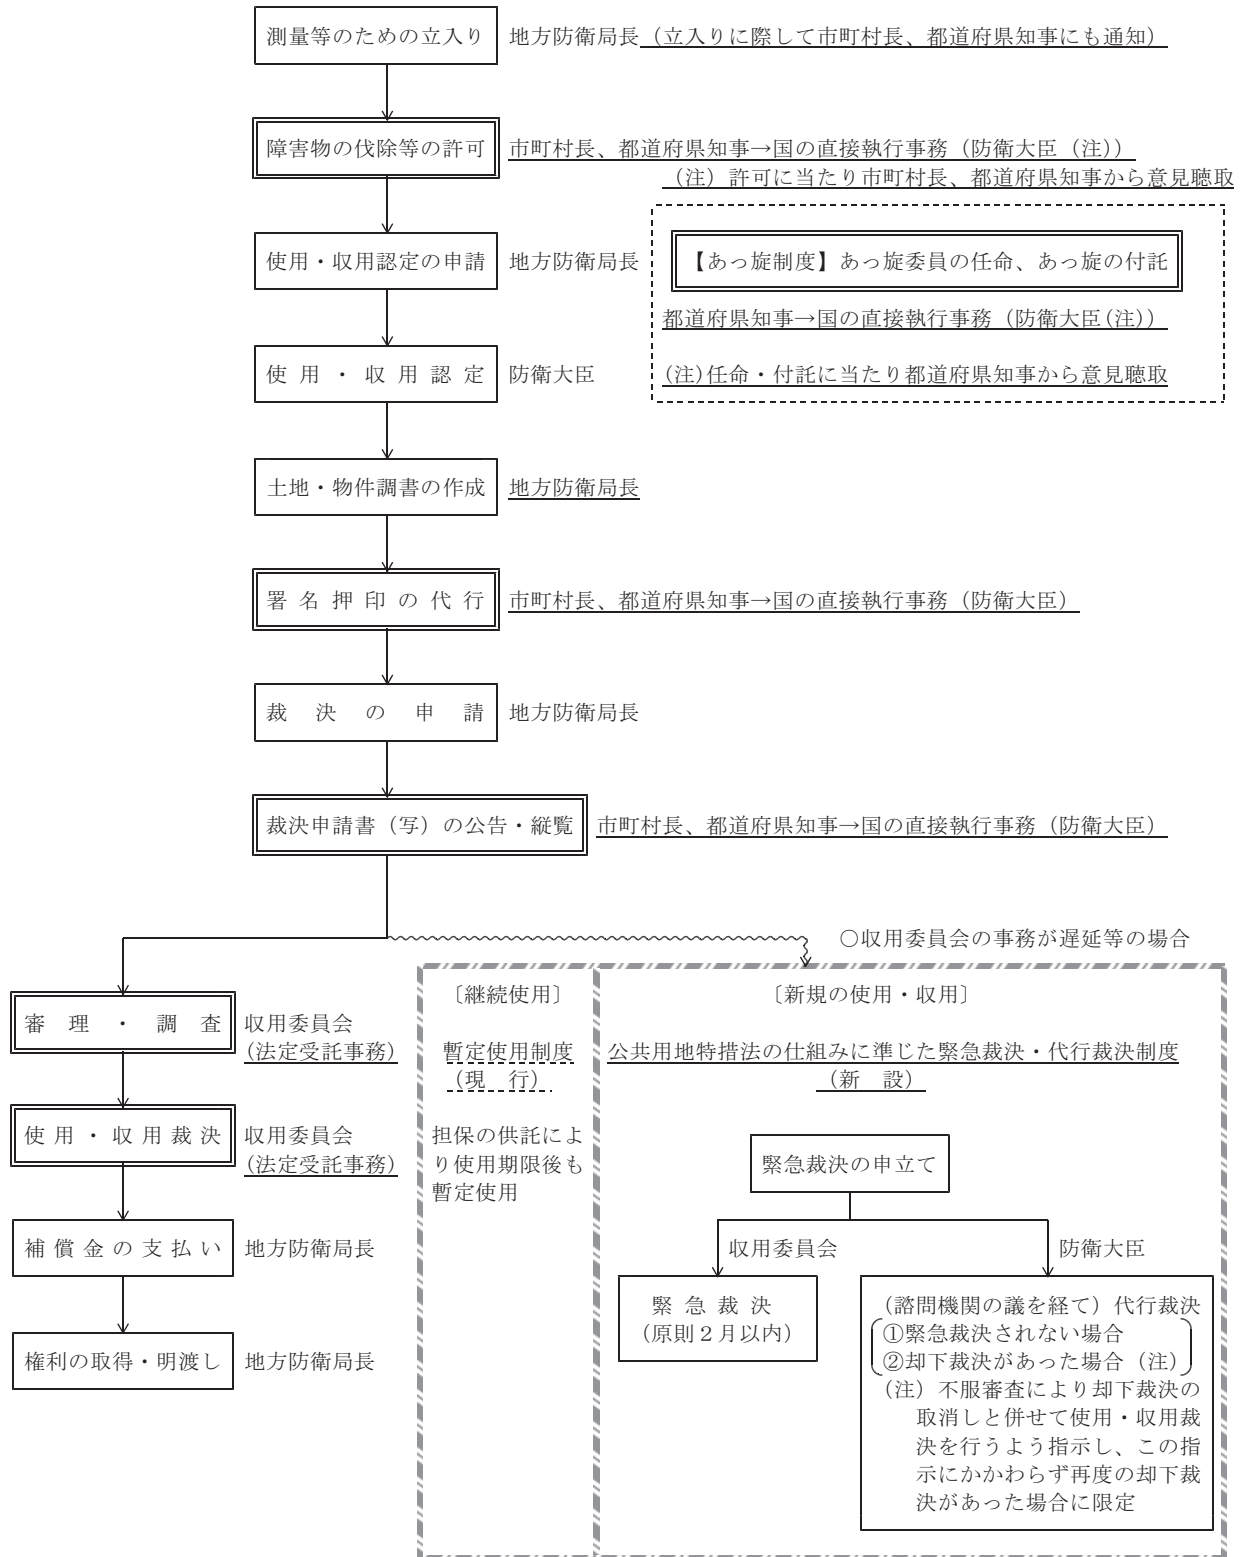 測量等のための立入り　地方防衛局長（立入りに際して市町村長、都道府県知事にも通知）
障害物の伐除等の許可　市町村長、都道府県知事→国の直接執行事務（防衛大臣（注））
（注）許可に当たり市町村長、都道府県知事から意見聴取
使用・収用認定の申請　地方防衛局長
【あっ旋制度】あっ旋委員の任命、あっ旋の付託
都道府県知事→国の直接執行事務（防衛大臣(注)）
(注)任命・付託に当たり都道府県知事から意見聴取
使用・収用認定　防衛大臣
土地・物件調書の作成　地方防衛局長
署名押印の代行　市町村長、都道府県知事→国の直接執行事務（防衛大臣）
裁決の申請　地方防衛局長
裁決申請書（写）の公告・縦覧　市町村長、都道府県知事→国の直接執行事務（防衛大臣）
審理・調査　収用委員会
(法定受託事務)
使用・収用裁決　収用委員会
(法定受託事務)
補償金の支払い　地方防衛局長
権利の取得・明渡し　地方防衛局長
○収用委員会の事務が遅延等の場合
〔継続使用〕
暫定使用制度
（現　行）
担保の供託によ
り使用期限後も
暫定使用
〔新規の使用・収用〕
公共用地特措法の仕組みに準じた緊急裁決・代行裁決制度
（新　設）
緊急裁決の申立て
収用委員会
緊急裁決
（原則２月以内）
防衛大臣
（諮問機関の議を経て）代行裁決
①緊急裁決されない場合
②却下裁決があった場合（注）
（注）不服審査により却下裁決の
取消しと併せて使用・収用裁
決を行うよう指示し、この指
示にかかわらず再度の却下裁
決があった場合に限定